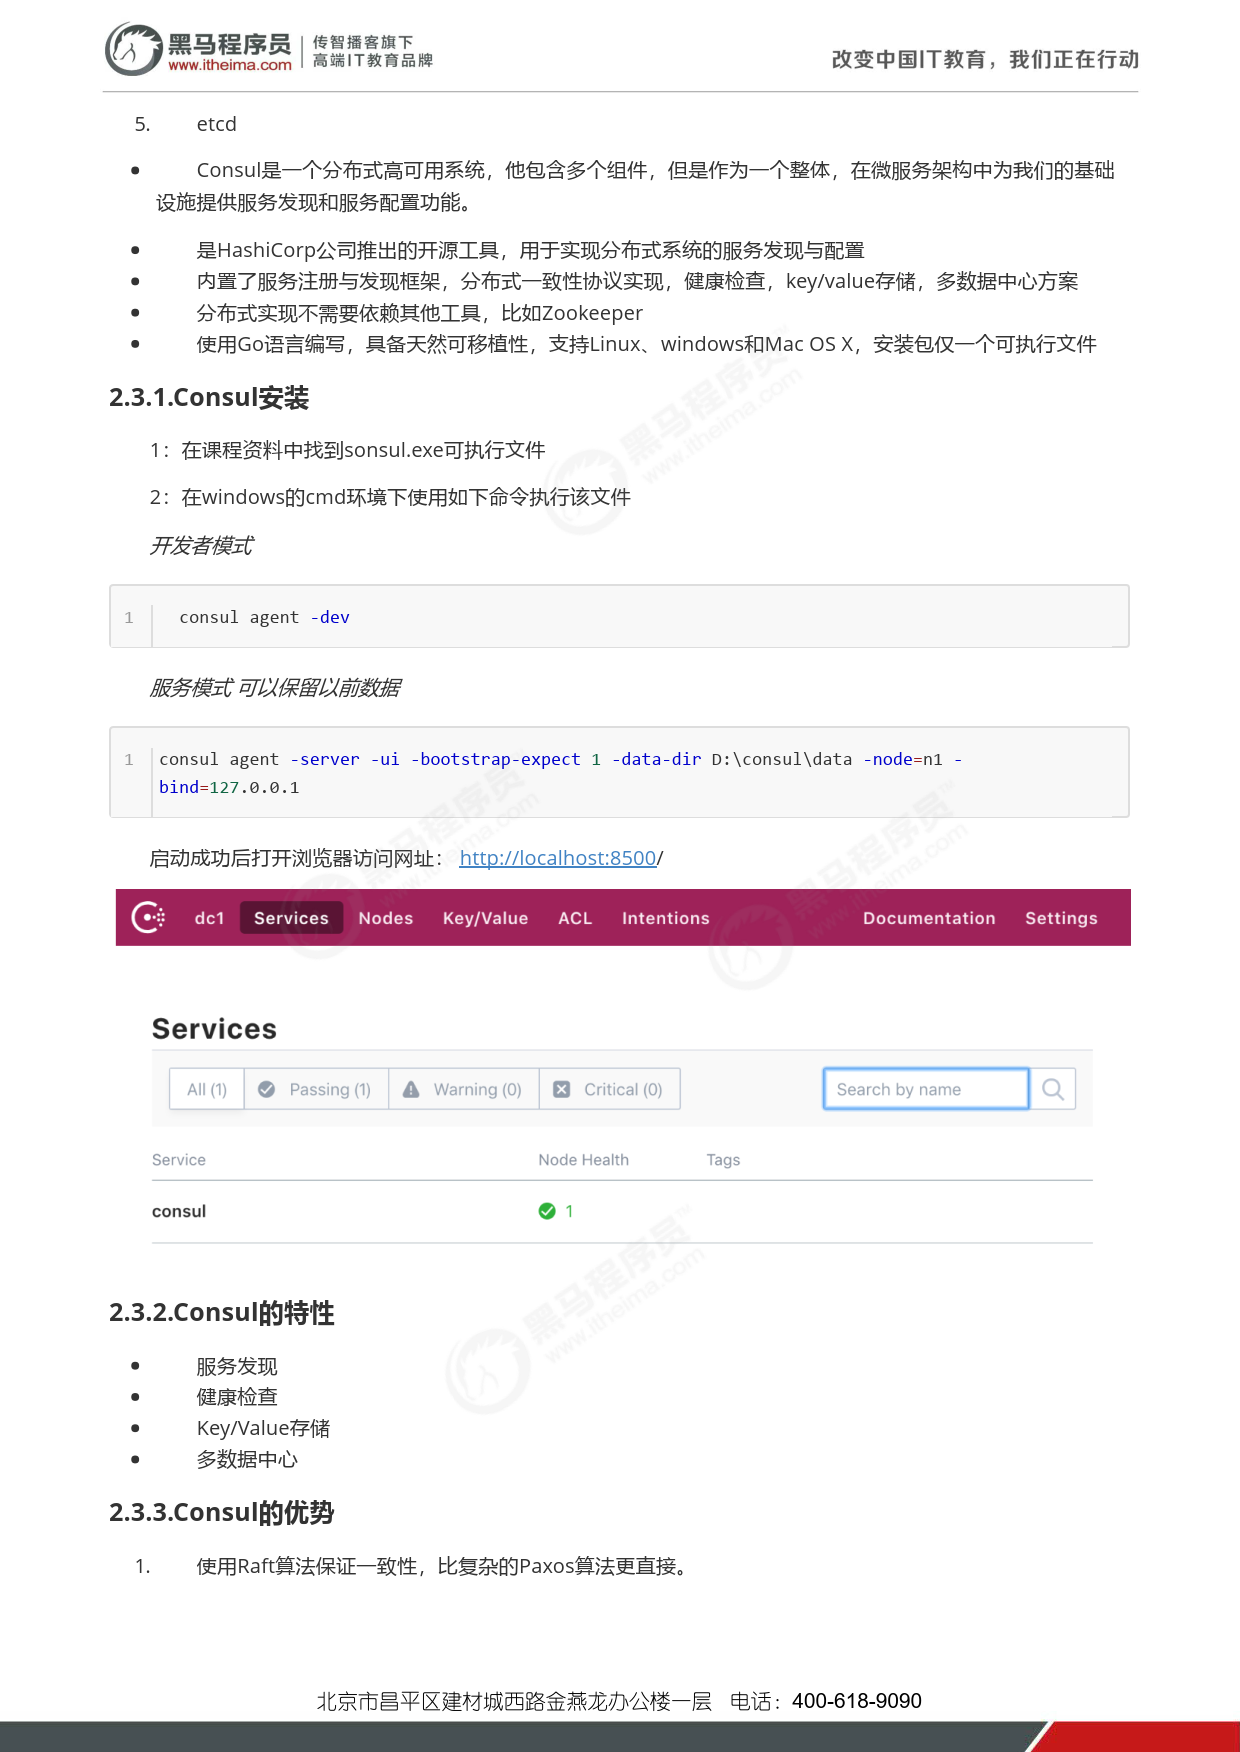 黑马程序员 传智播客旗下
www.itheima.com 高端IT教育品牌
改变中国IT教育，我们正在行动
5. etcd
• Consul是一个分布式高可用系统，他包含多个组件，但是作为一个整体，在微服务架构中为我们的基础
设施提供服务发现和服务配置功能。
• 是HashiCorp公司推出的开源工具，用于实现分布式系统的服务发现与配置
• 内置了服务注册与发现框架，分布式一致性协议实现，健康检查，key/value存储，多数据中心方案
• 分布式实现不需要依赖其他工具，比如Zookeeper
• 使用Go语言编写，具备天然可移植性，支持Linux、windows和Mac OS X，安装包仅一个可执行文件
2.3.1.Consul安装
1：在课程资料中找到sonsul.exe可执行文件
2：在windows的cmd环境下使用如下命令执行该文件
开发者模式
1 consul agent -dev
服务模式 可以保留以前数据
1 consul agent -server -ui -bootstrap-expect 1 -data-dir D:\consul\data -node=n1 -
bind=127.0.0.1
启动成功后打开浏览器访问网址： http://localhost:8500/
dc1 Services Nodes Key/Value ACL Intentions Documentation Settings
Services
All (1) Passing (1) Warning (0) Critical (0) Search by name
Service Node Health Tags
consul 1
2.3.2.Consul的特性
• 服务发现
• 健康检查
• Key/Value存储
• 多数据中心
2.3.3.Consul的优势
1. 使用Raft算法保证一致性，比复杂的Paxos算法更直接。
北京市昌平区建材城西路金燕龙办公楼一层 电话：400-618-9090